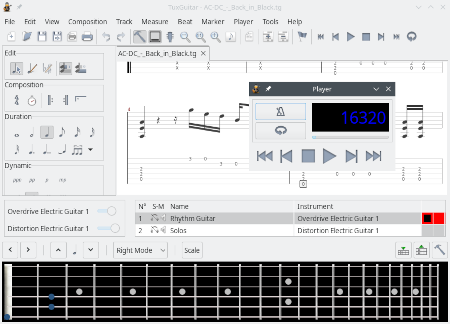 TuxGuitar - AC-DC_-_Back_in_Black.tg
File Edit View Composition Track Measure Beat Marker Player Tools Help
Edit
AC-DC_-_Back_in_Black.tg
Player
16320
Composition
Duration
Dynamic
Overdrive Electric Guitar 1
Distortion Electric Guitar 1
N° S-M Name Instrument
1 Rhythm Guitar Overdrive Electric Guitar 1
2 Solos Distortion Electric Guitar 1
Right Mode
Scale